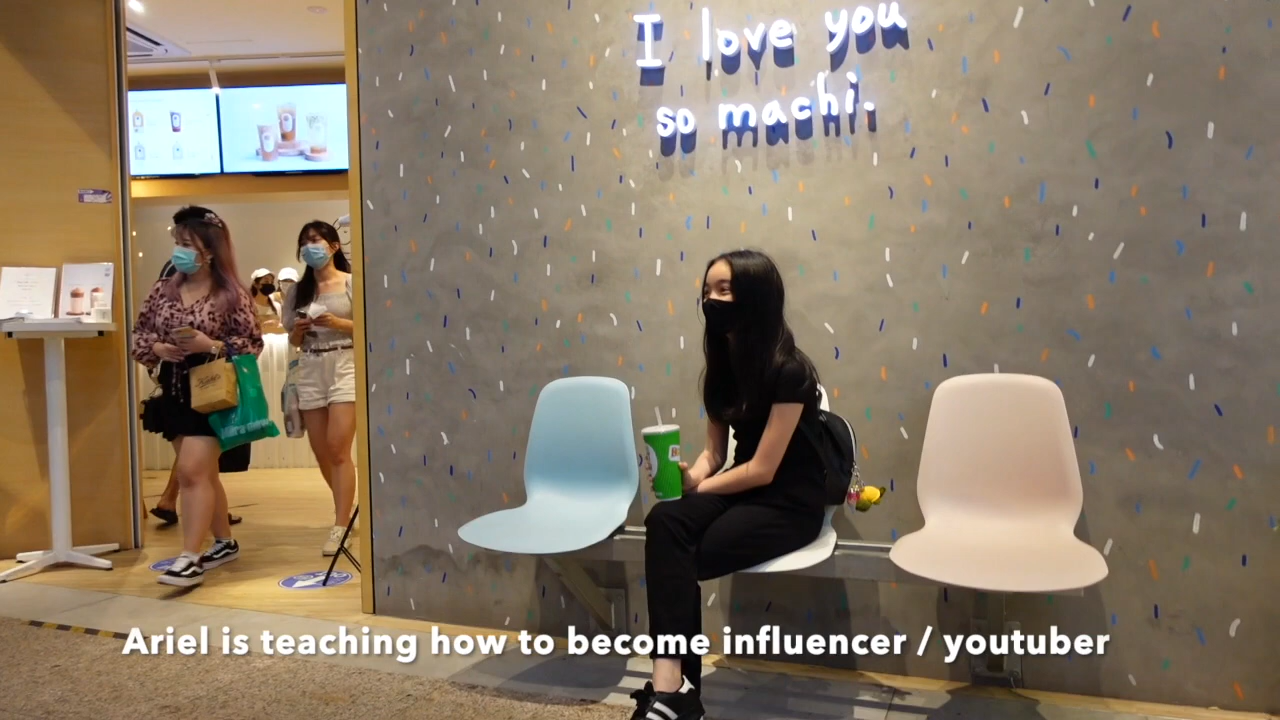 I love you
so machi.
Ariel is teaching how to become influencer / youtuber